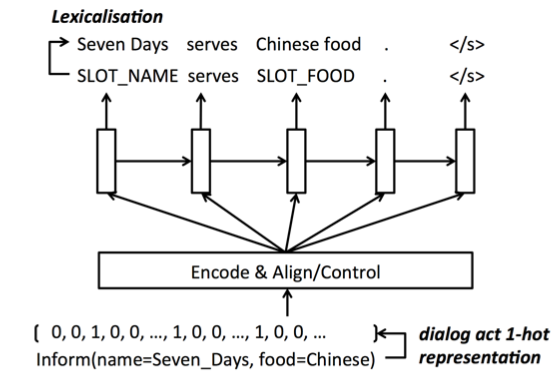 Lexicalisation
Seven Days serves Chinese food . </s>
SLOT_NAME serves SLOT_FOOD . </s>
Encode & Align/Control
[ 0, 0, 1, 0, 0, ..., 1, 0, 0, ..., 1, 0, 0, ... ]
dialog act 1-hot
Inform(name=Seven_Days, food=Chinese)
representation